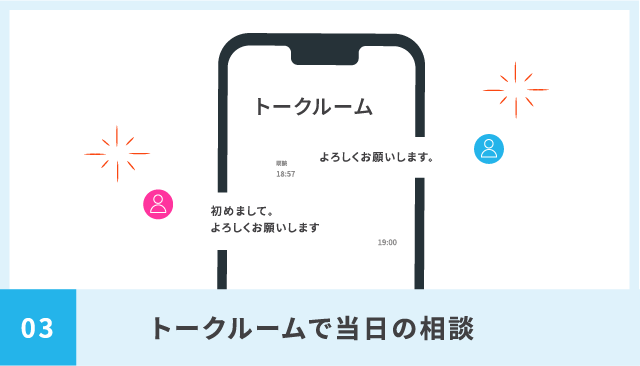 トークルーム
よろしくお願いします。
18:57
初めまして。
よろしくお願いします
19:00
03
トークルームで当日の相談